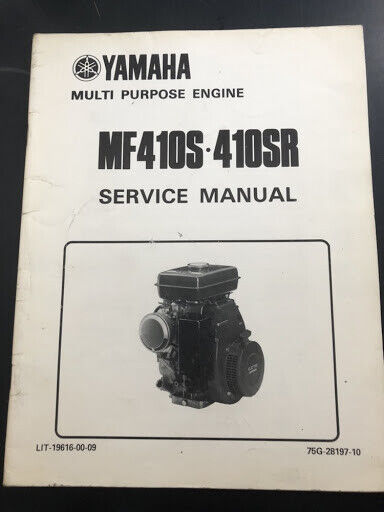 YAMAHA
MULTI PURPOSE ENGINE
MF410S·410SR
SERVICE MANUAL
LIT-19616-00-09 75G-28197-10